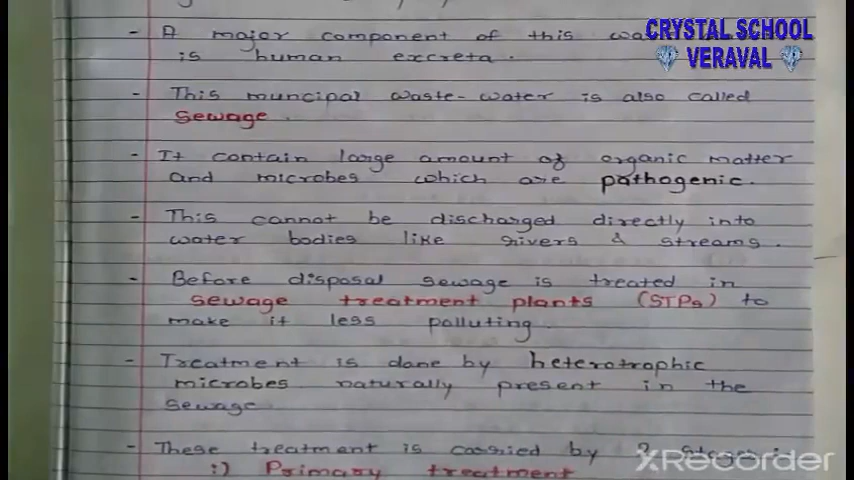 - A major component of this
CRYSTAL SCHOOL
VERAVAL
is human excreta.
- This muncipal waste-water is also called
sewage.
- It contain large amount of organic matter
and microbes which are pathogenic.
- This cannot be discharged directly into
water bodies like rivers & streams.
- Before disposal sewage is treated in
sewage treatment plants (STPs) to
make it less palluting.
- Treatment is done by heterotrophic
microbes naturally present in the
sewage
- These treatment is carried by 2
i) Primary treatment
XRecorder